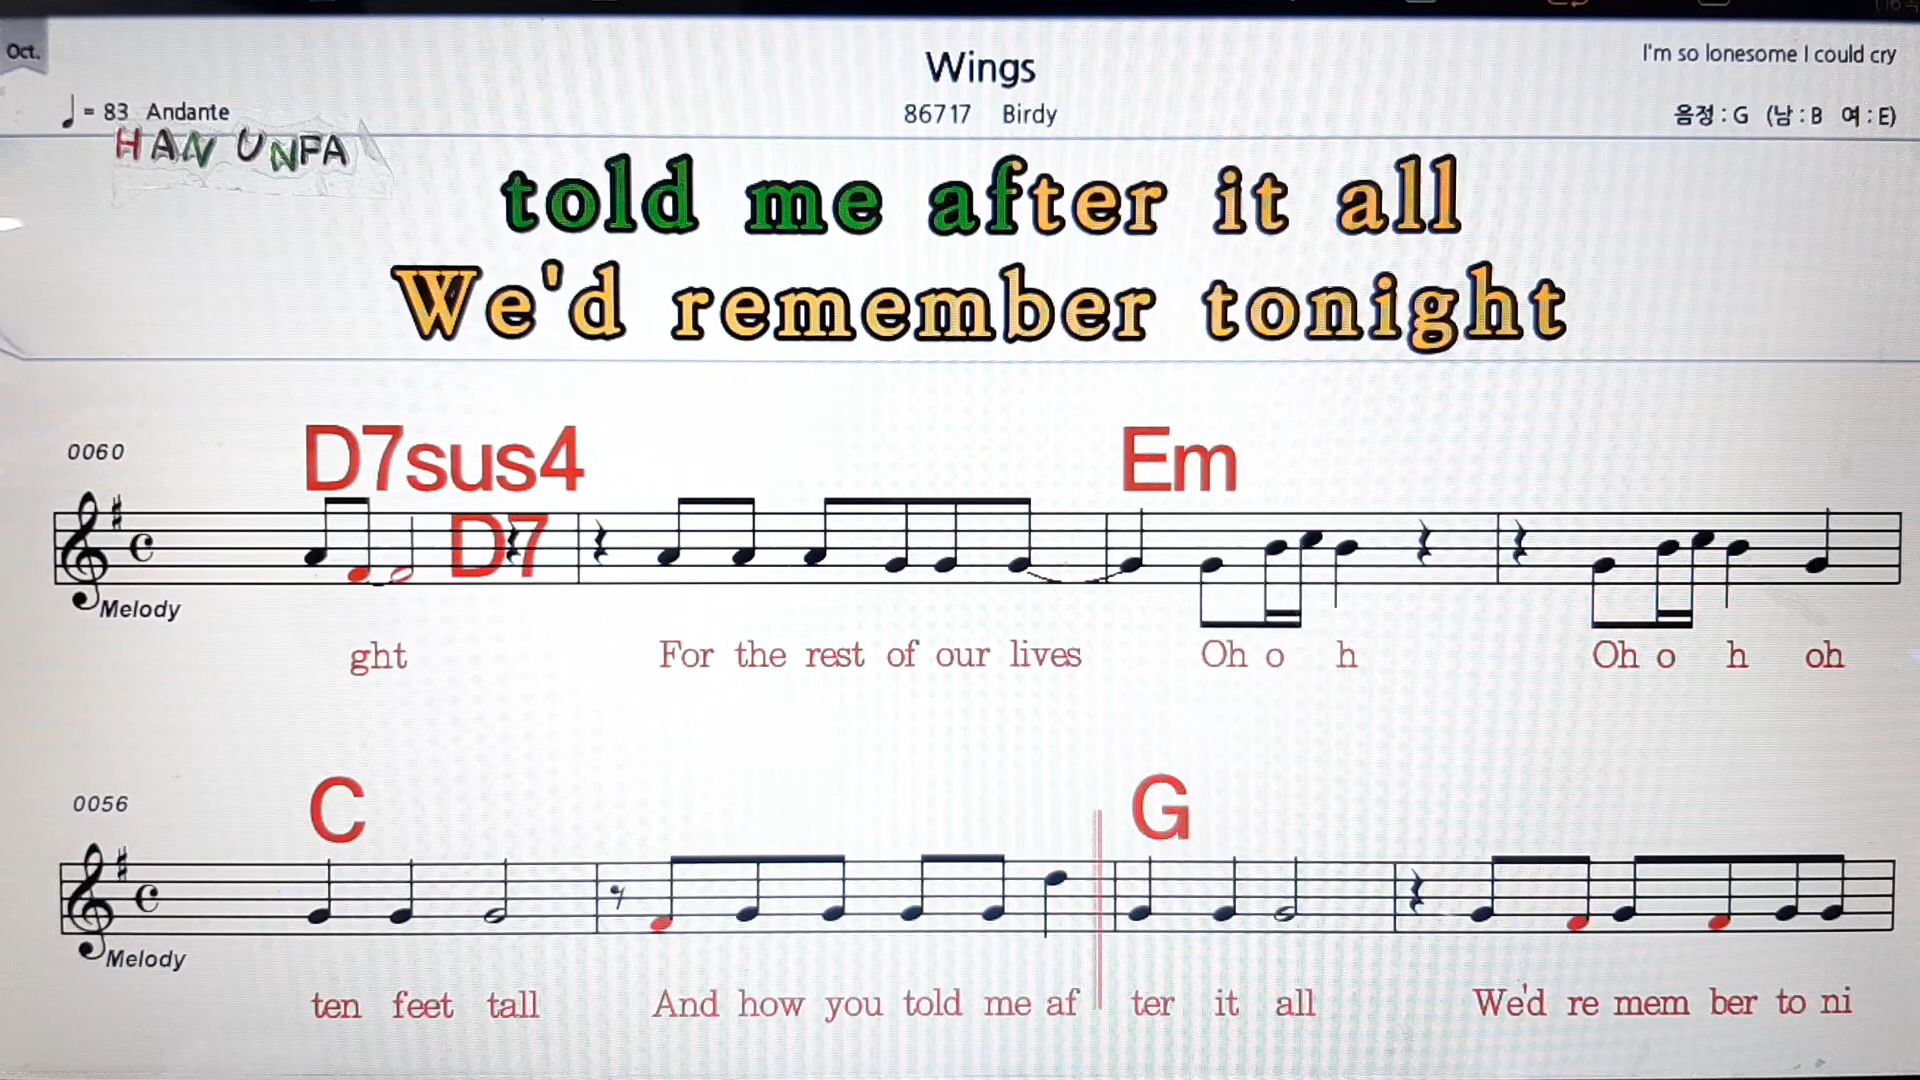 Oct.
Wings
I'm so lonesome I could cry
= 83 Andante
86717 Birdy
음정 : G (남 : B 여 : E)
HAN UNFA
told me after it all
We'd remember tonight
0060
D7sus4
D7
Em
Melody
ght For the rest of our lives Oh o h Oh o h oh
0056
C
G
Melody
ten feet tall And how you told me af ter it all We'd re mem ber to ni